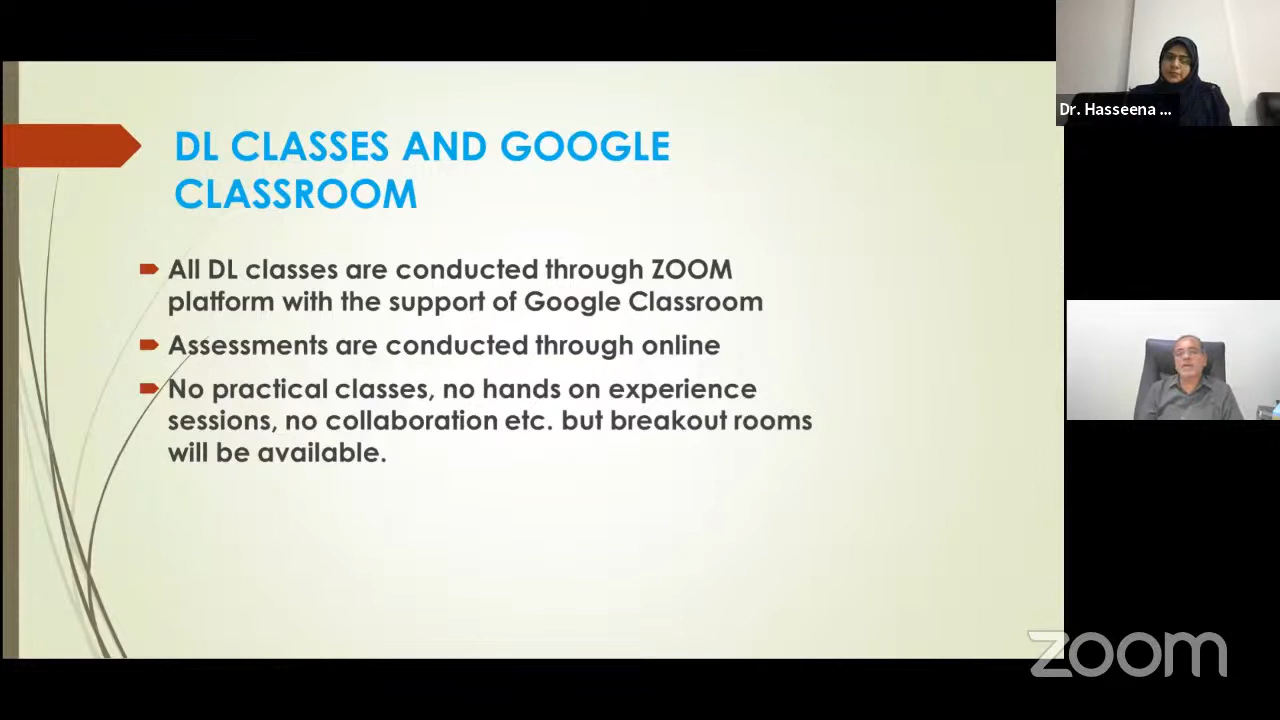 DL CLASSES AND GOOGLE
CLASSROOM
All DL classes are conducted through ZOOM
platform with the support of Google Classroom
Assessments are conducted through online
No practical classes, no hands on experience
sessions, no collaboration etc. but breakout rooms
will be available.
Dr. Hasseena ...
zoom